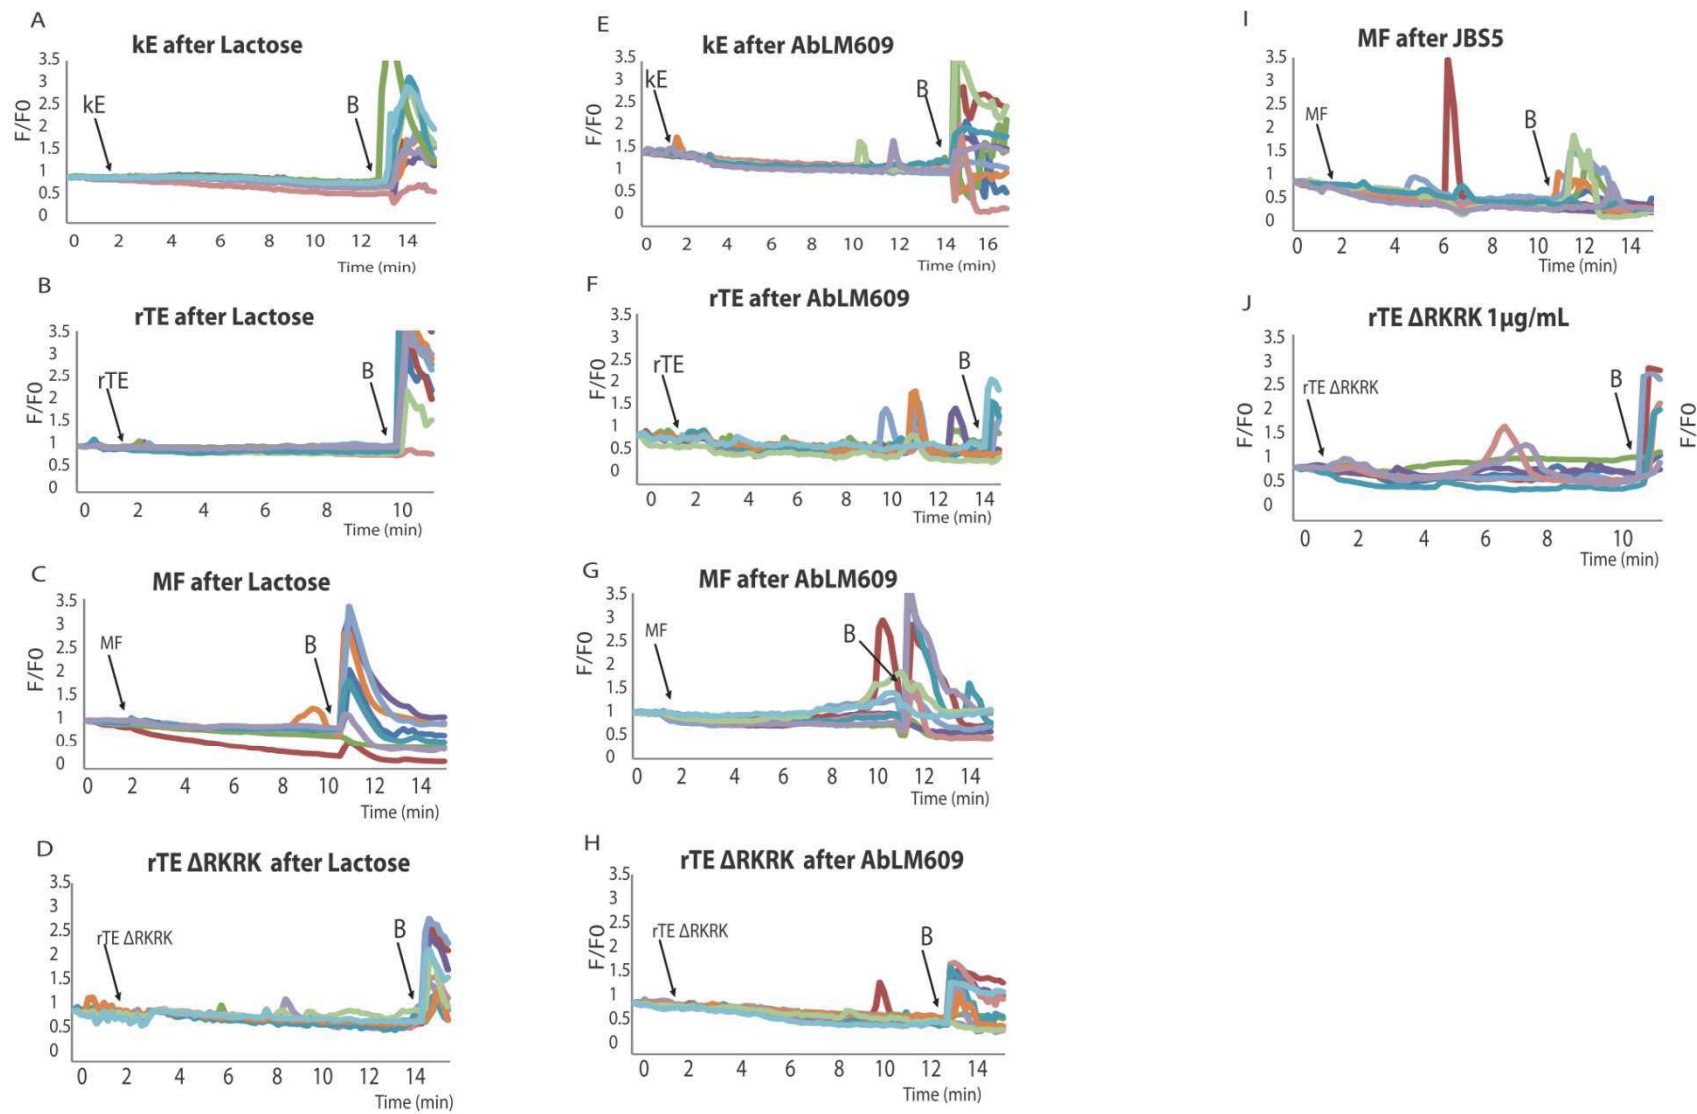 A
kE after Lactose
3.5
3
2.5
2
1.5
1
0.5
0
F/F0
kE
B
0 2 4 6 8 10 12 14
Time (min)
B
rTE after Lactose
3.5
3
2.5
2
1.5
1
0.5
0
F/F0
rTE
B
0 2 4 6 8 10
Time (min)
C
MF after Lactose
3.5
3
2.5
2
1.5
1
0.5
0
F/F0
MF
B
0 2 4 6 8 10 12 14
Time (min)
D
rTE ΔRKRK after Lactose
3.5
3
2.5
2
1.5
1
0.5
0
rTE ΔRKRK
B
0 2 4 6 8 10 12 14
Time (min)
E
kE after AbLM609
3.5
3
2.5
2
1.5
1
0.5
0
F/F0
kE
B
0 2 4 6 8 10 12 14 16
Time (min)
F
rTE after AbLM609
3.5
3
2.5
2
1.5
1
0.5
0
F/F0
rTE
B
0 2 4 6 8 10 12 14
Time (min)
G
MF after AbLM609
3.5
3
2.5
2
1.5
1
0.5
0
F/F0
MF
B
0 2 4 6 8 10 12 14
Time (min)
H
rTE ΔRKRK after AbLM609
3.5
3
2.5
2
1.5
1
0.5
0
F/F0
rTE ΔRKRK
B
0 2 4 6 8 10 12 14
Time (min)
I
MF after JBS5
3.5
3
2.5
2
1.5
1
0.5
0
F/F0
MF
B
0 2 4 6 8 10 12 14
Time (min)
J
rTE ΔRKRK 1µg/mL
3.5
3
2.5
2
1.5
1
0.5
0
F/F0
rTE ΔRKRK
B
F/F0
0 2 4 6 8 10
Time (min)